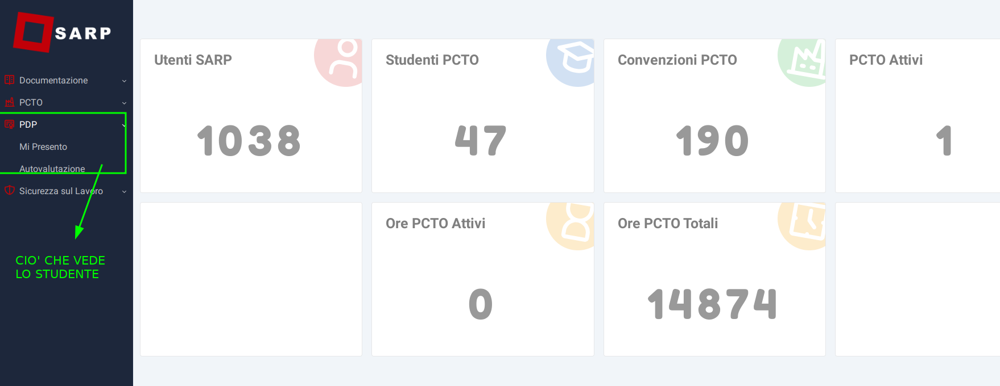 SARP
Documentazione
PCTO
PDP
Mi Presento
Autovalutazione
Sicurezza sul Lavoro
CIO' CHE VEDE
LO STUDENTE
Utenti SARP
1038
Studenti PCTO
47
Convenzioni PCTO
190
PCTO Attivi
1
Ore PCTO Attivi
0
Ore PCTO Totali
14874